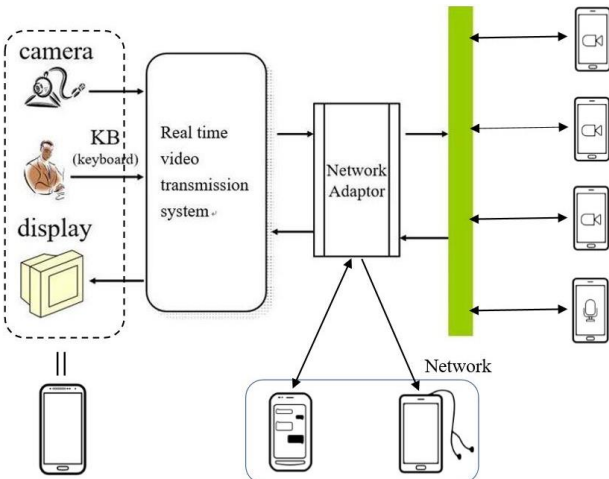 camera
KB
(keyboard)
display
Real time
video
transmission
system
Network
Adaptor
Network